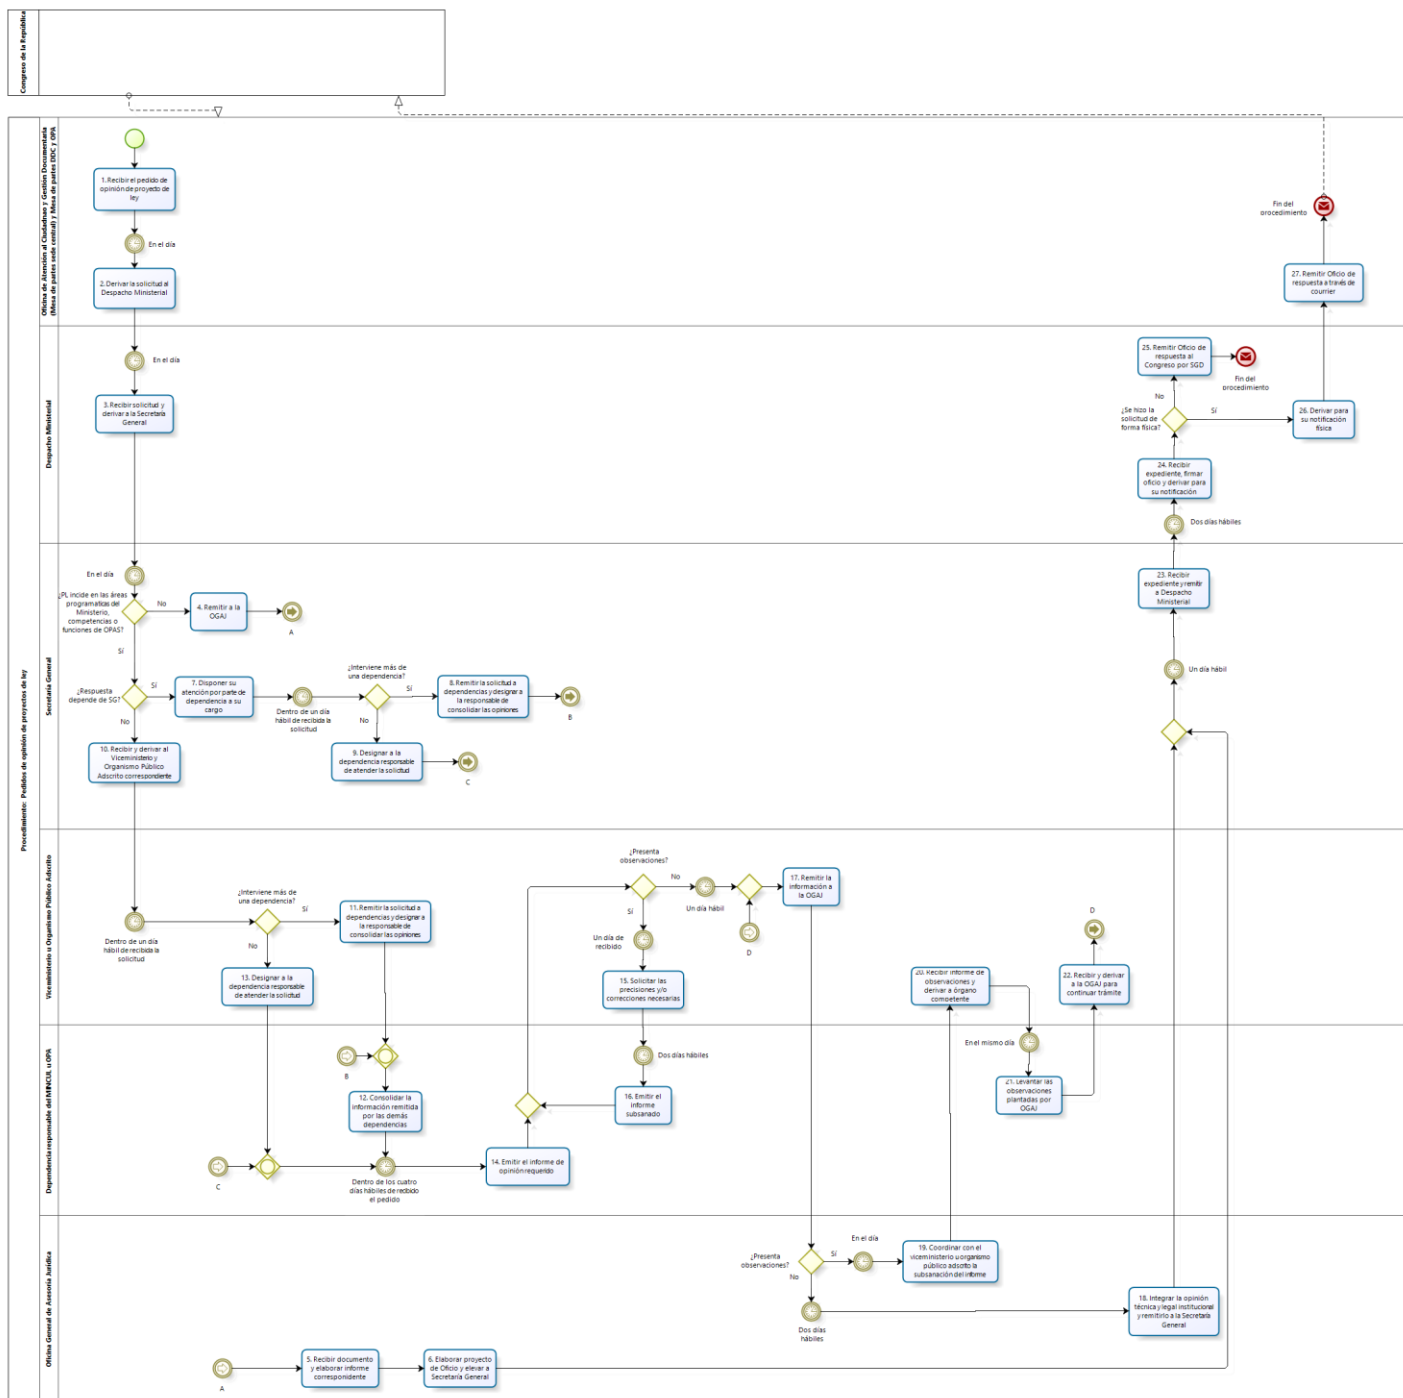 Congreso de la República
Procedimiento: Pedidos de opinión de proyectos de ley
Oficina de Atención al Ciudadnao y Gestión Documentaria
(Mesa de partes sede central) y Mesa de partes DDC y OPA
1. Recibir el pedido de
opinión de proyecto de
ley
En el día
2. Derivar la solicitud al
Despacho Ministerial
Fin del
procedimiento
27. Remitir Oficio de
respuesta a través de
courrier
Despacho Ministerial
En el día
3. Recibir solicitud y
derivar a la Secretaría
General
25. Remitir Oficio de
respuesta al
Congreso por SGD
Fin del
procedimiento
No
¿Se hizo la
solicitud de
forma física?
Sí
26. Derivar para
su notificación
física
24. Recibir
expediente, firmar
oficio y derivar para
su notificación
Dos días hábiles
Secretaría General
En el día
¿PL incide en las áreas
programaticas del
Ministerio,
competencias o
funciones de OPAS?
No
4. Remitir a la
OGAJ
A
Sí
¿Respuesta
depende de SG?
Sí
7. Disponer su
atención por parte de
dependencia a su
cargo
Dentro de un día
hábil de recibida la
solicitud
¿Interviene más de
una dependencia?
Sí
8. Remitir la solicitud a
dependencias y designar a
la responsable de
consolidar las opiniones
B
No
9. Designar a la
dependencia responsable
de atender la solicitud
C
No
10. Recibir y derivar al
Viceministerio y
Organismo Público
Adscrito correspondiente
23. Recibir
expediente y remitir
a Despacho
Ministerial
Un día hábil
Viceministerio u Organismo Público Adscrito
Dentro de un día
hábil de recibida la
solicitud
¿Interviene más de
una dependencia?
Sí
11. Remitir la solicitud a
dependencias y designar a
la responsable de
consolidar las opiniones
No
13. Designar a la
dependencia responsable
de atender la solicitud
¿Presenta
observaciones?
No
Un día hábil
17. Remitir la
información a
la OGAJ
D
Sí
Un día de
recibido
15. Solicitar las
precisiones y/o
correcciones necesarias
20. Recibir informe de
observaciones y
derivar a órgano
competente
D
22. Recibir y derivar
a la OGAJ para
continuar trámite
Dependencia responsable del MINCUL u OPA
B
12. Consolidar la
información remitida
por las demás
dependencias
C
Dentro de los cuatro
días hábiles de recibido
el pedido
14. Emitir el informe de
opinión requerido
Dos días hábiles
16. Emitir el
informe
subsanado
En el mismo día
21. Levantar las
observaciones
plantadas por
OGAJ
Oficina General de Asesoría Jurídica
¿Presenta
observaciones?
Sí
En el día
19. Coordinar con el
viceministerio u organismo
público adscrito la
subsanación del informe
No
Dos días
hábiles
18. Integrar la opinión
técnica y legal institucional
y remitirlo a la Secretaría
General
A
5. Recibir documento
y elaborar informe
correspondiente
6. Elaborar proyecto
de Oficio y elevar a
Secretaría General